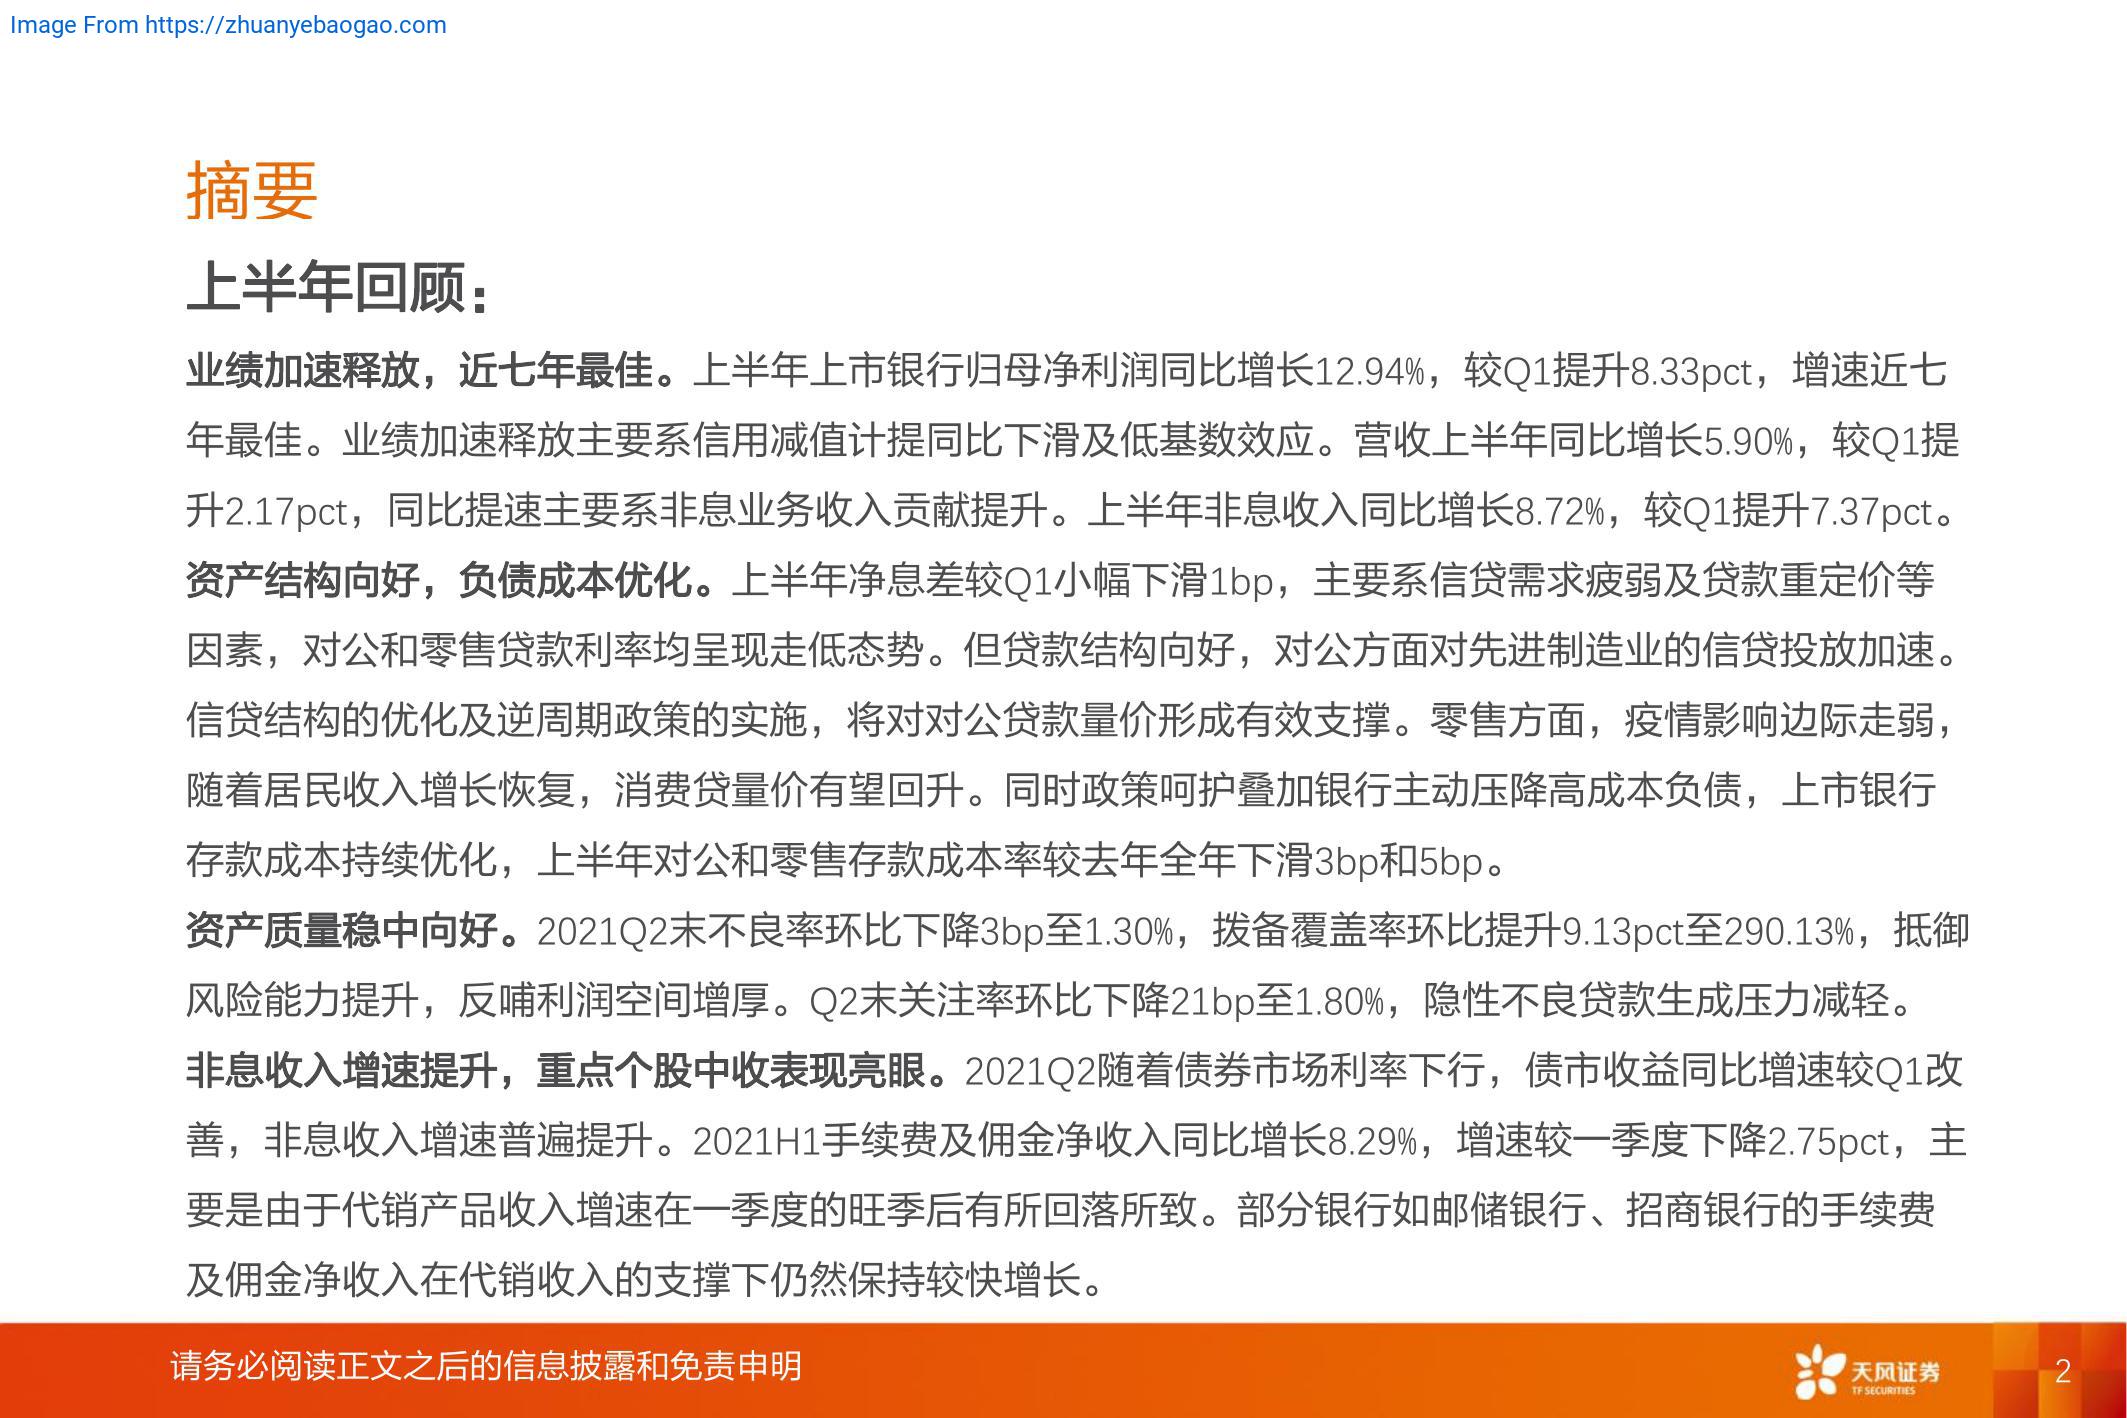 Image From https://zhuanyebaogao.com
摘要
上半年回顾：
业绩加速释放，近七年最佳。上半年上市银行归母净利润同比增长12.94%，较Q1提升8.33pct，增速近七
年最佳。业绩加速释放主要系信用减值计提同比下滑及低基数效应。营收上半年同比增长5.90%，较Q1提
升2.17pct，同比提速主要系非息业务收入贡献提升。上半年非息收入同比增长8.72%，较Q1提升7.37pct。
资产结构向好，负债成本优化。上半年净息差较Q1小幅下滑1bp，主要系信贷需求疲弱及贷款重定价等
因素，对公和零售贷款利率均呈现走低态势。但贷款结构向好，对公方面对先进制造业的信贷投放加速。
信贷结构的优化及逆周期政策的实施，将对对公贷款量价形成有效支撑。零售方面，疫情影响边际走弱，
随着居民收入增长恢复，消费贷量价有望回升。同时政策呵护叠加银行主动压降高成本负债，上市银行
存款成本持续优化，上半年对公和零售存款成本率较去年全年下滑3bp和5bp。
资产质量稳中向好。2021Q2末不良率环比下降3bp至1.30%，拨备覆盖率环比提升9.13pct至290.13%，抵御
风险能力提升，反哺利润空间增厚。Q2末关注率环比下降21bp至1.80%，隐性不良贷款生成压力减轻。
非息收入增速提升，重点个股中收表现亮眼。2021Q2随着债券市场利率下行，债市收益同比增速较Q1改
善，非息收入增速普遍提升。2021H1手续费及佣金净收入同比增长8.29%，增速较一季度下降2.75pct，主
要是由于代销产品收入增速在一季度的旺季后有所回落所致。部分银行如邮储银行、招商银行的手续费
及佣金净收入在代销收入的支撑下仍然保持较快增长。
请务必阅读正文之后的信息披露和免责申明
天风证券
TF SECURITIES
2